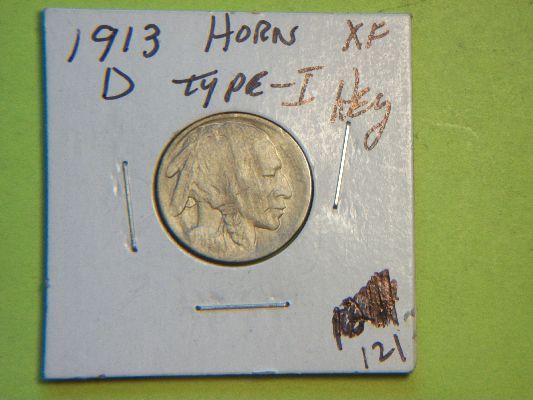 1913 HORN XF
D TYPE-I Key
121